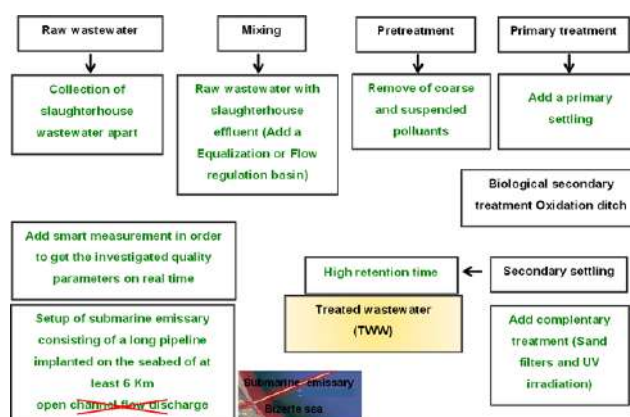 Raw wastewater
Mixing
Pretreatment
Primary treatment
Collection of
slaughterhouse
wastewater apart
Raw wastewater with
slaughterhouse
effluent (Add a
Equalization or Flow
regulation basin)
Remove of coarse
and suspended
polluants
Add a primary
settling
Biological secondary
treatment Oxidation ditch
Add smart measurement in order
to get the investigated quality
parameters on real time
High retention time
Secondary settling
Treated wastewater
(TWW)
Setup of submarine emissary
consisting of a long pipeline
implanted on the seabed of at
least 6 Km
open channel flow discharge
Add complentary
treatment (Sand
filters and UV
irradiation)
Submarine emissary
Bizerte sea